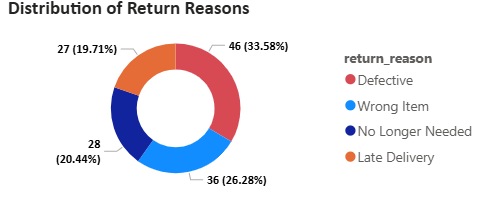 Distribution of Return Reasons
27 (19.71%)
46 (33.58%)
28
(20.44%)
36 (26.28%)
return_reason
Defective
Wrong Item
No Longer Needed
Late Delivery